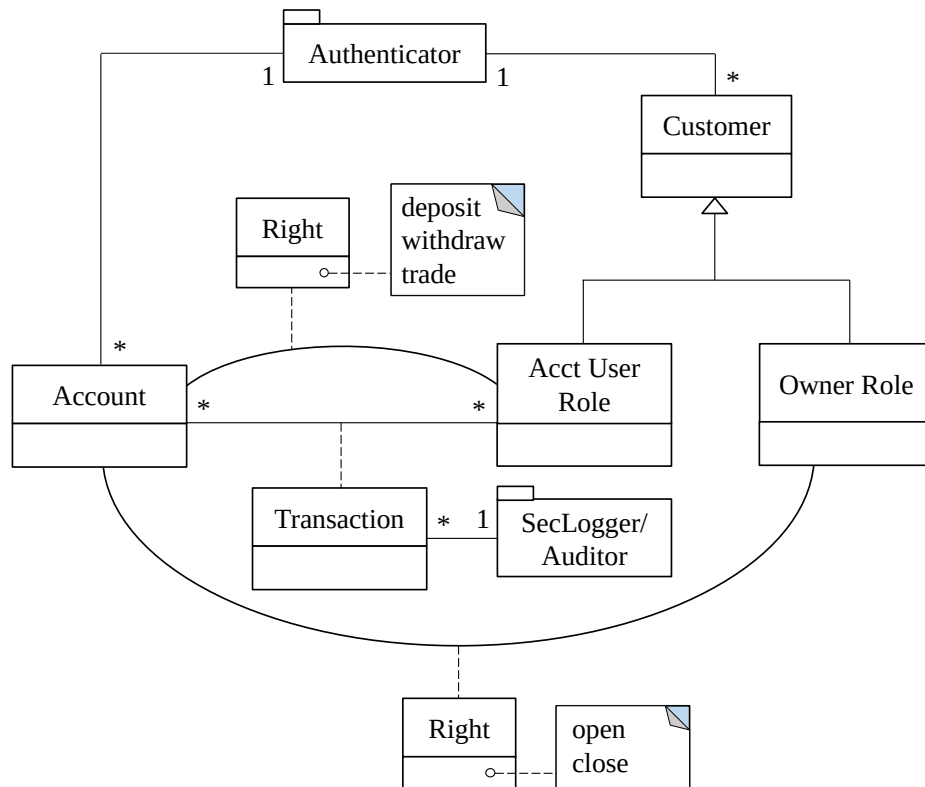 Authenticator
1
1
*
Customer
Right
deposit
withdraw
trade
*
Account
*
*
Acct User
Role
Owner Role
Transaction
*
1
SecLogger/
Auditor
Right
open
close